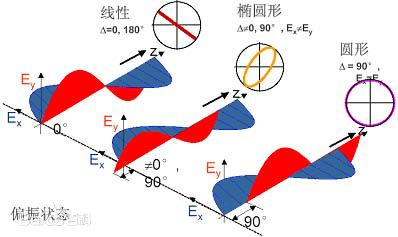 线性
Δ=0, 180°
椭圆形
Δ≠0, 90° , Ex≠Ey
圆形
Δ = 90° ,
Ex=Ey
Z
Ey
Ex
0°
Z
Ey
Ex
≠0° ,
90°
Z
Ey
Ex
90°
偏振状态